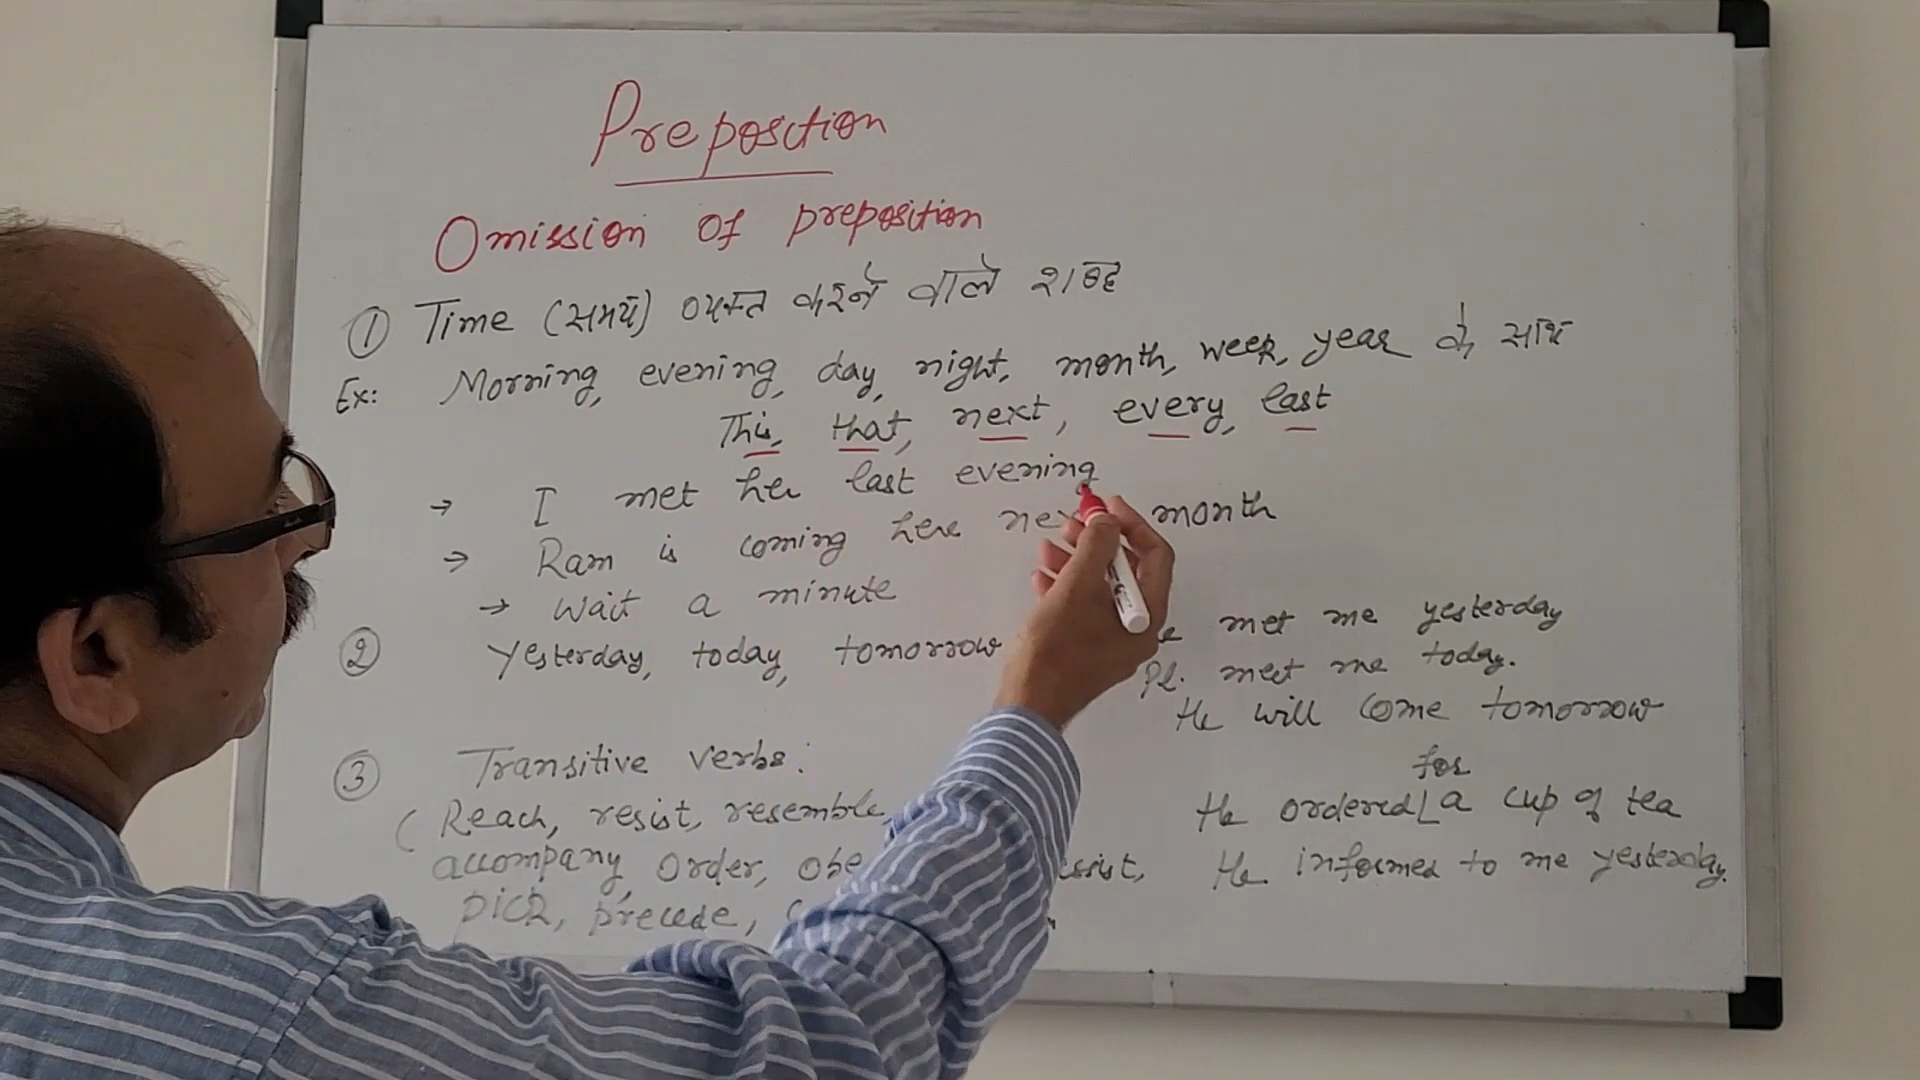 Preposition
Omission of preposition
① Time (समय) व्यक्त करने वाले शब्द
Ex: Morning, evening, day, night, month, week, year के साथ
This, that, next, every, last
→ I met her last evening
→ Ram is coming here month
→ Wait a minute
② Yesterday, today, tomorrow
met me yesterday
Pl. meet me today.
He will come tomorrow
③ Transitive verbs:
for
(Reach, resist, resemble,
He ordered a cup of tea
accompany, order,
He informed to me yesterday.
pick, precede,